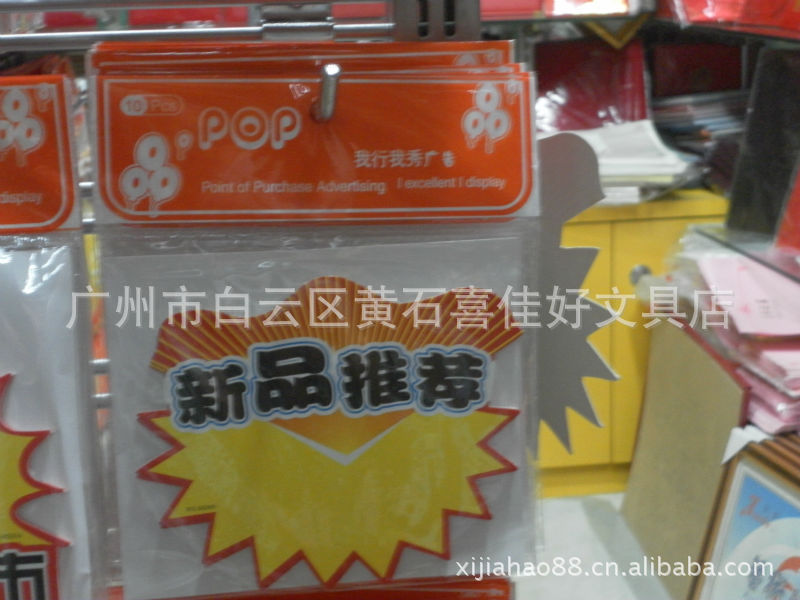 10 Pcs
POP
我行我秀广告
Point of Purchase Advertising I excellent I display
display
广州市白云区黄石喜佳好文具店
新品推荐
xijiahao88.cn.alibaba.com